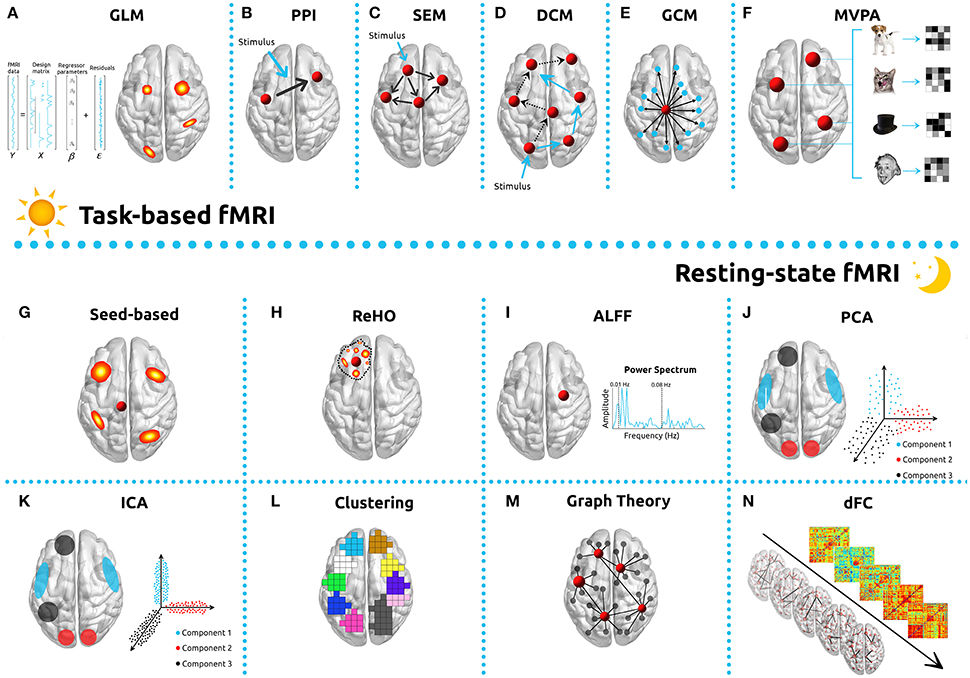 A GLM
B PPI
C SEM
D DCM
E GCM
F MVPA
fMRI data
Design matrix
Regressor parameters
Residuals
=
+
Y X β ε
Stimulus
Stimulus
Stimulus
Task-based fMRI
Resting-state fMRI
G Seed-based
H ReHO
I ALFF
J PCA
Power Spectrum
0.01 Hz
0.08 Hz
Amplitude
Frequency (Hz)
Component 1
Component 2
Component 3
K ICA
L Clustering
M Graph Theory
N dFC
Component 1
Component 2
Component 3